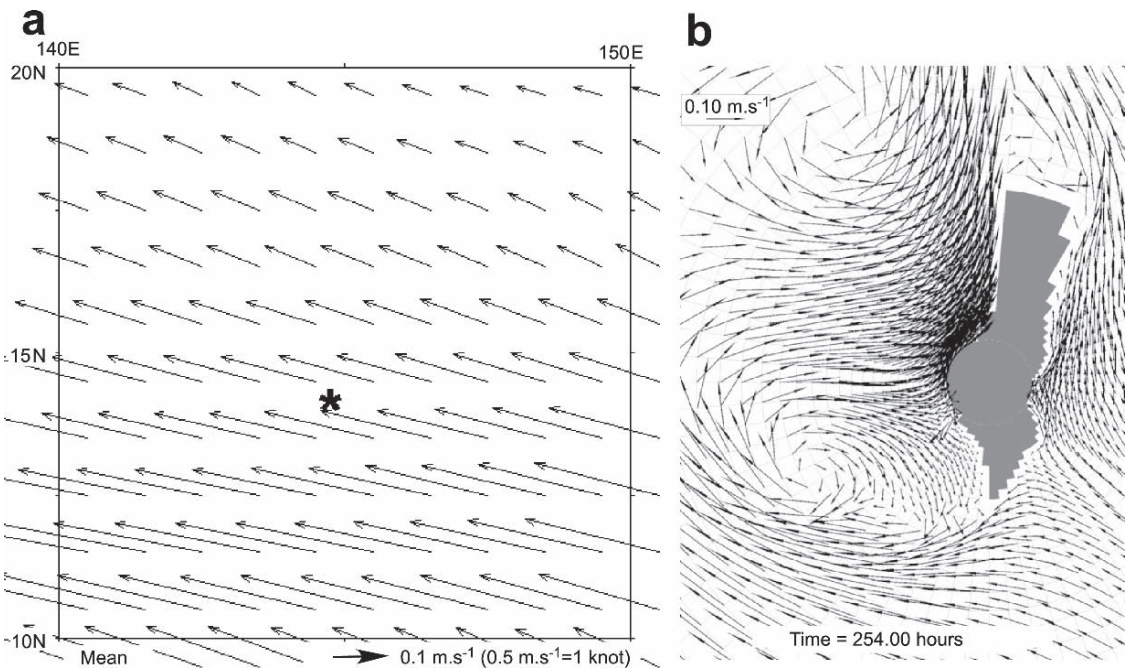 a
140E
150E
20N
15N
*
10N
Mean
0.1 m.s-1 (0.5 m.s-1=1 knot)
b
0.10 m.s-1
Time = 254.00 hours